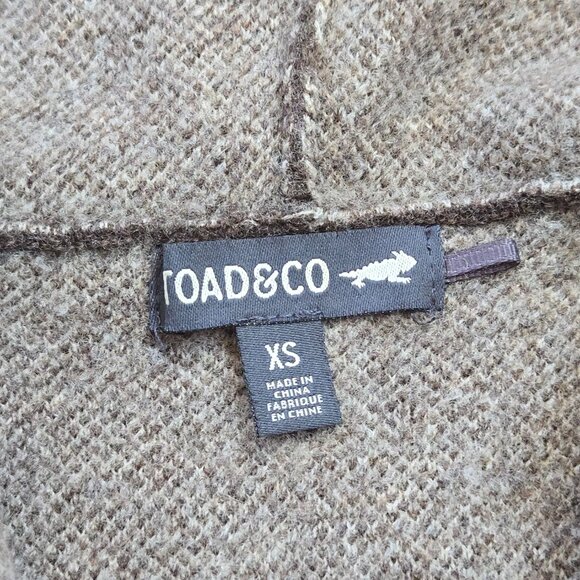 TOAD&CO
XS
MADE IN
CHINA
FABRIQUE
EN CHINE